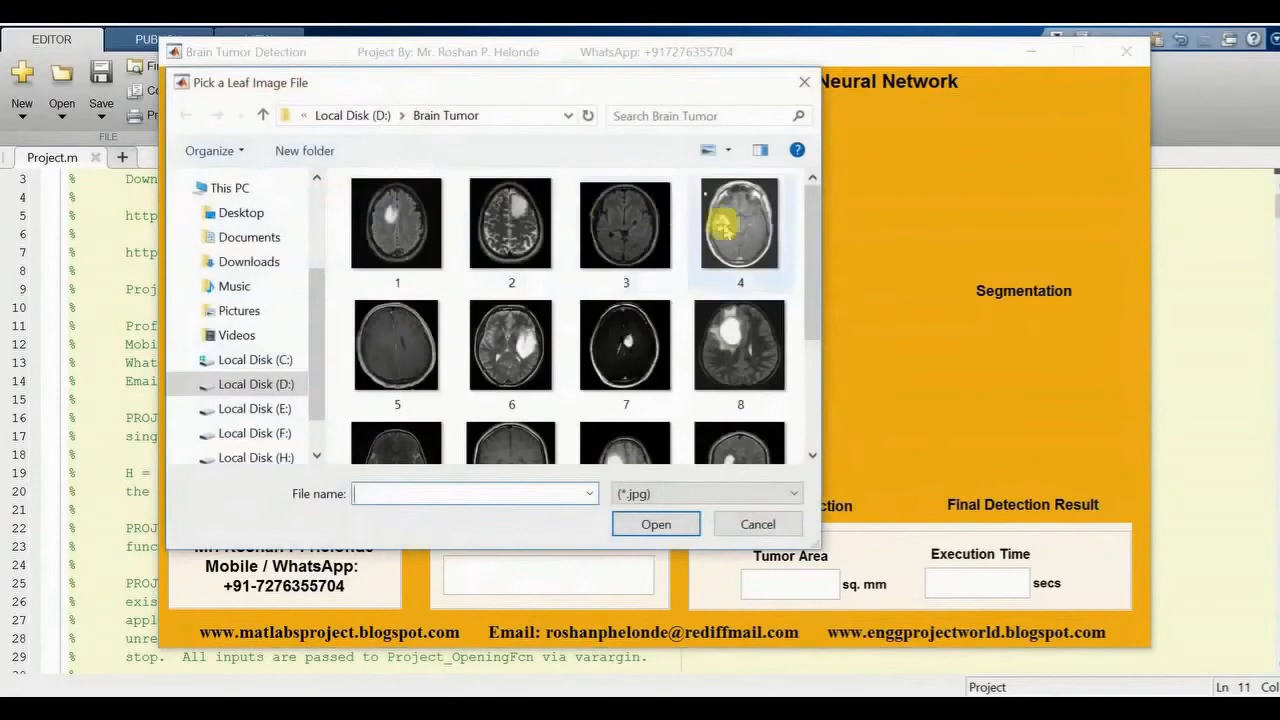 EDITOR
PUB
Brain Tumor Detection Project By: Mr. Roshan P. Helonde WhatsApp: +917276355704
Neural Network
Pick a Leaf Image File
New Open Save
FILE
« Local Disk (D:) > Brain Tumor
Search Brain Tumor
Project.m
Organize New folder
This PC
Desktop
Documents
Downloads
Music
Pictures
Videos
Local Disk (C:)
Local Disk (D:)
Local Disk (E:)
Local Disk (F:)
Local Disk (H:)
1 2 3 4
5 6 7 8
File name:
(*.jpg)
Open Cancel
Segmentation
ction
Final Detection Result
Tumor Area
sq. mm
Execution Time
secs
Mr. Roshan P. Helonde
Mobile / WhatsApp:
+91-7276355704
www.matlabsproject.blogspot.com Email: roshanphelonde@rediffmail.com www.enggprojectworld.blogspot.com
3 % Down
4 %
5 % http
6 %
7 % http
8 %
9 % Proj
10 %
11 % Prof
12 % Mobi
13 % What
14 % Emai
15 %
16 % PROJ
17 % sing
18 %
19 % H =
20 % the
21 %
22 % PROJ
23 % func
24 %
25 % PROJ
26 % exis
27 % appl
28 % unre
29 % stop. All inputs are passed to Project_OpeningFcn via varargin.
Project
Ln 11 Col